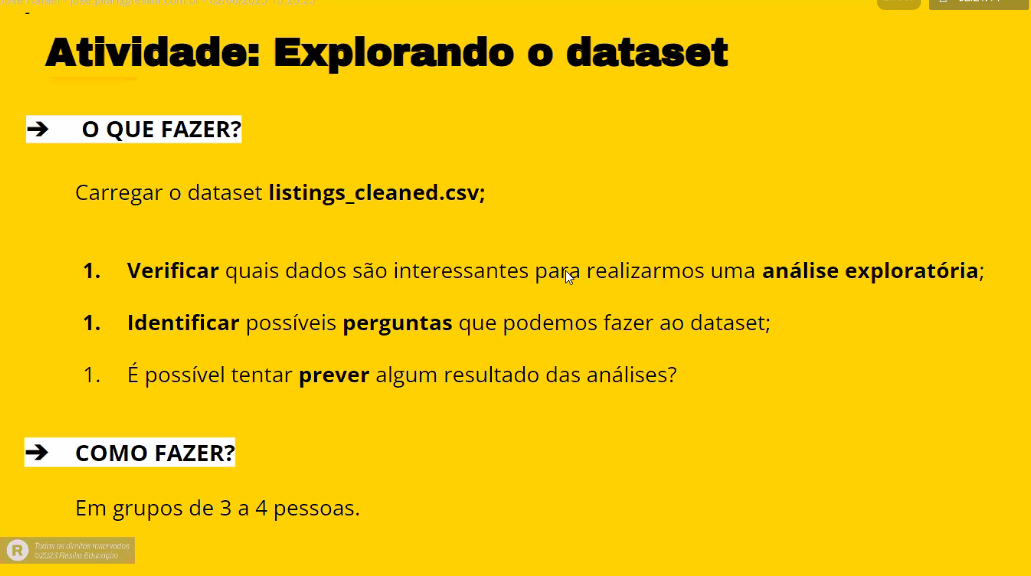 Atividade: Explorando o dataset
➔ O QUE FAZER?
Carregar o dataset listings_cleaned.csv;
1. Verificar quais dados são interessantes para realizarmos uma análise exploratória;
1. Identificar possíveis perguntas que podemos fazer ao dataset;
1. É possível tentar prever algum resultado das análises?
➔ COMO FAZER?
Em grupos de 3 a 4 pessoas.
R
Todos os direitos reservados
©2023 Resilia Educação